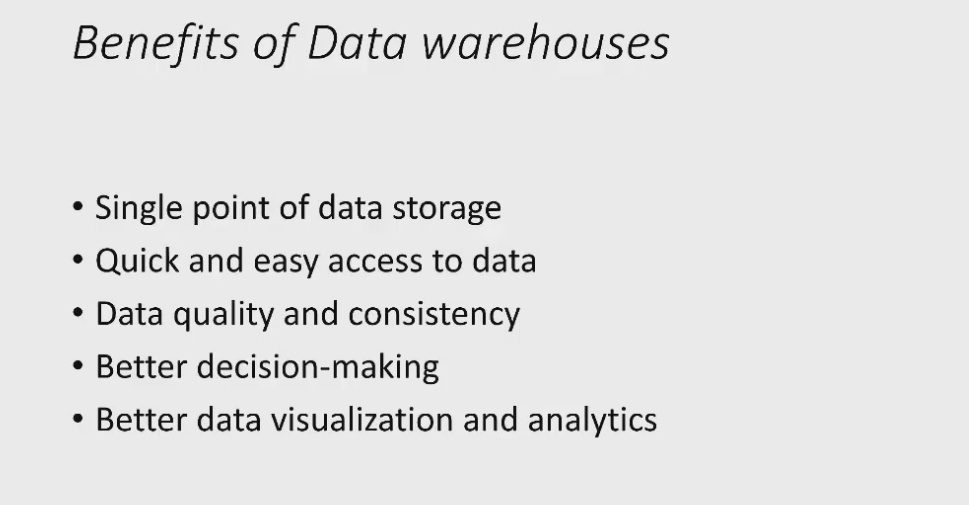 Benefits of Data warehouses
• Single point of data storage
• Quick and easy access to data
• Data quality and consistency
• Better decision-making
• Better data visualization and analytics